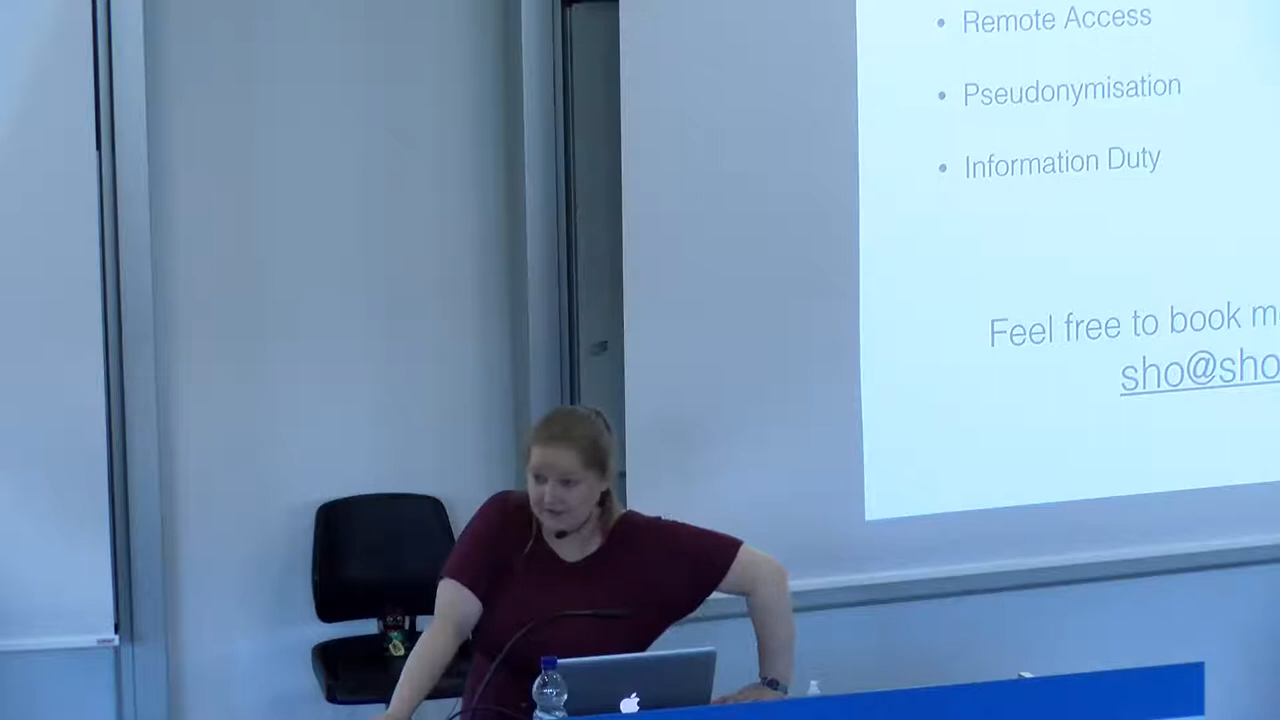 • Remote Access
• Pseudonymisation
• Information Duty
Feel free to book
sho@sho